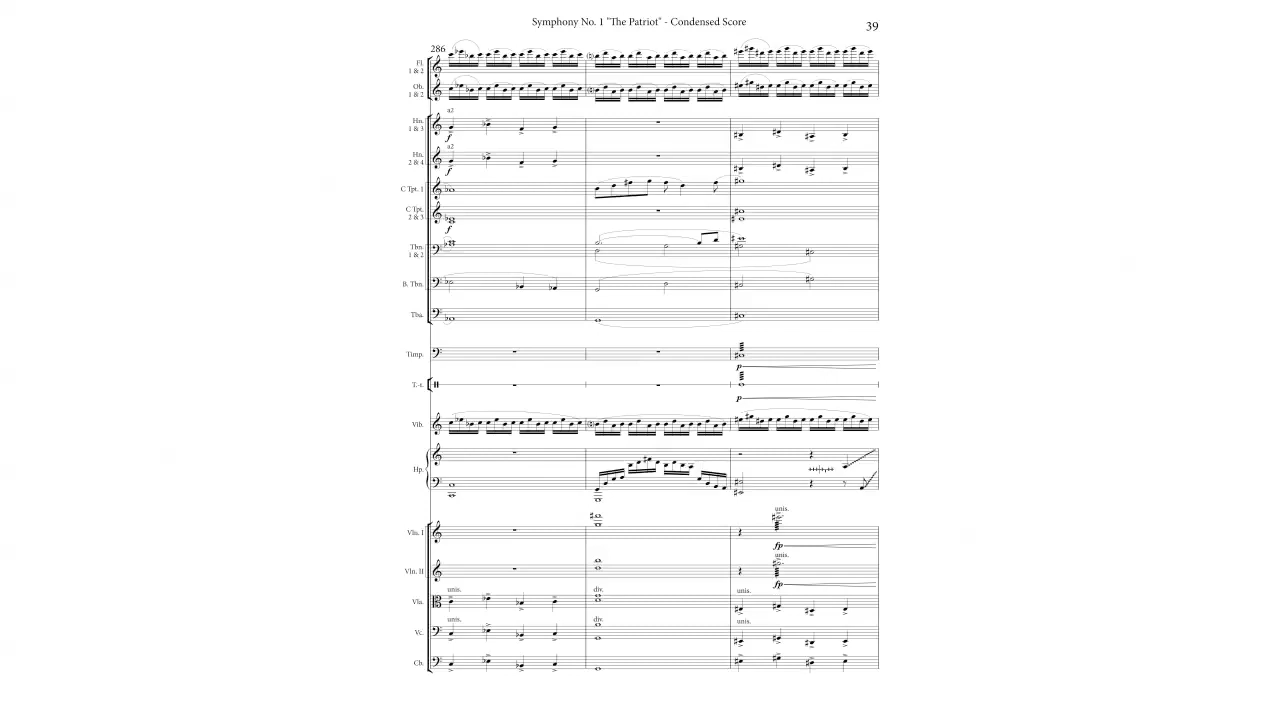 Symphony No. 1 "The Patriot" - Condensed Score
39
286
Fl.
1 & 2
Ob.
1 & 2
a2
Hn.
1 & 3
f
a2
Hn.
2 & 4
f
C Tpt. 1
C Tpt.
2 & 3
f
Tbn.
1 & 2
B. Tbn.
Tba.
Timp.
p
T.-t.
p
Vib.
Hp.
unis.
Vln. I
fp
unis.
Vln. II
fp
unis. div. unis.
Vla.
unis. div. unis.
Vc.
Cb.